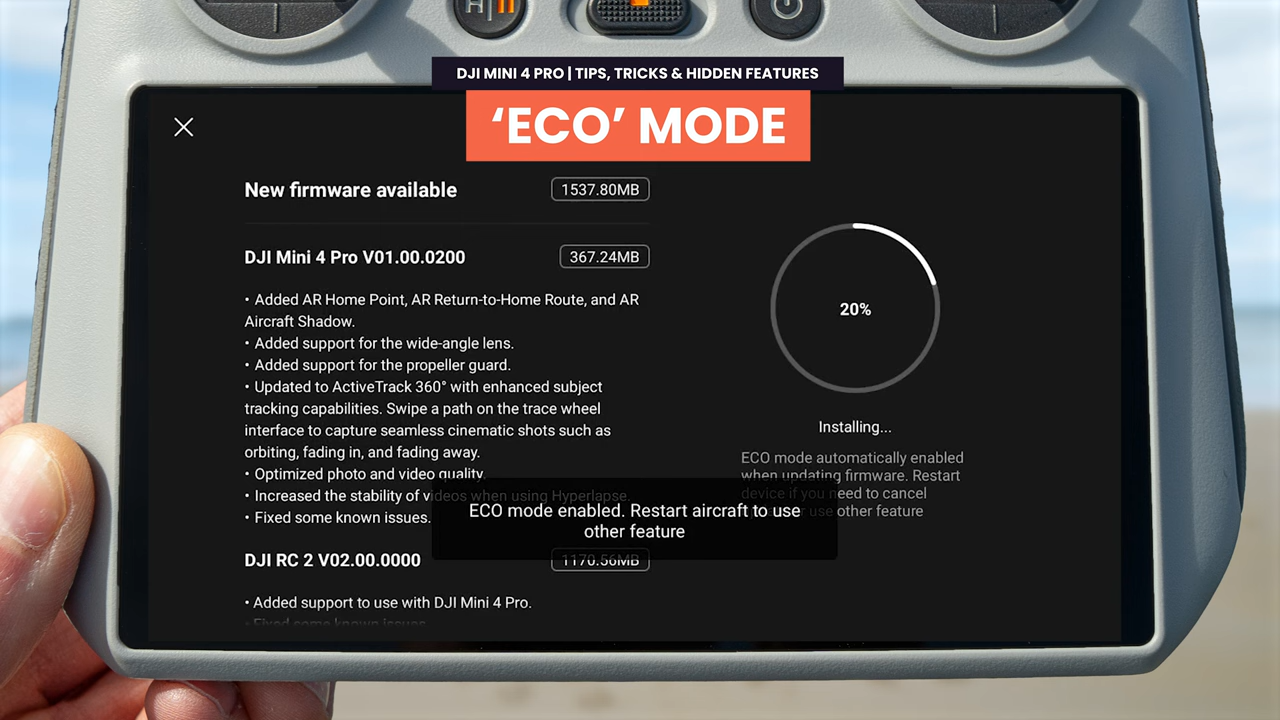 H
DJI MINI 4 PRO | TIPS, TRICKS & HIDDEN FEATURES
‘ECO’ MODE
New firmware available
1537.80MB
DJI Mini 4 Pro V01.00.0200
367.24MB
• Added AR Home Point, AR Return-to-Home Route, and AR
Aircraft Shadow.
• Added support for the wide-angle lens.
• Added support for the propeller guard.
• Updated to ActiveTrack 360° with enhanced subject
tracking capabilities. Swipe a path on the trace wheel
interface to capture seamless cinematic shots such as
orbiting, fading in, and fading away.
• Optimized photo and video quality.
• Increased the stability of videos when using Hyperlapse.
• Fixed some known issues.
DJI RC 2 V02.00.0000
1170.56MB
• Added support to use with DJI Mini 4 Pro.
• Fixed some known issues.
20%
Installing...
ECO mode automatically enabled
when updating firmware. Restart
device if you need to cancel
use other feature
ECO mode enabled. Restart aircraft to use
other feature